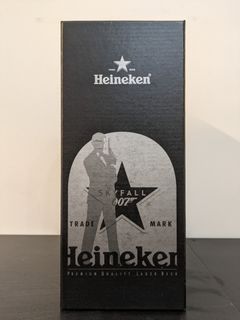 Heineken
SKYFALL
007
TRADE MARK
Heineken
PREMIUM QUALITY LAGER BEER